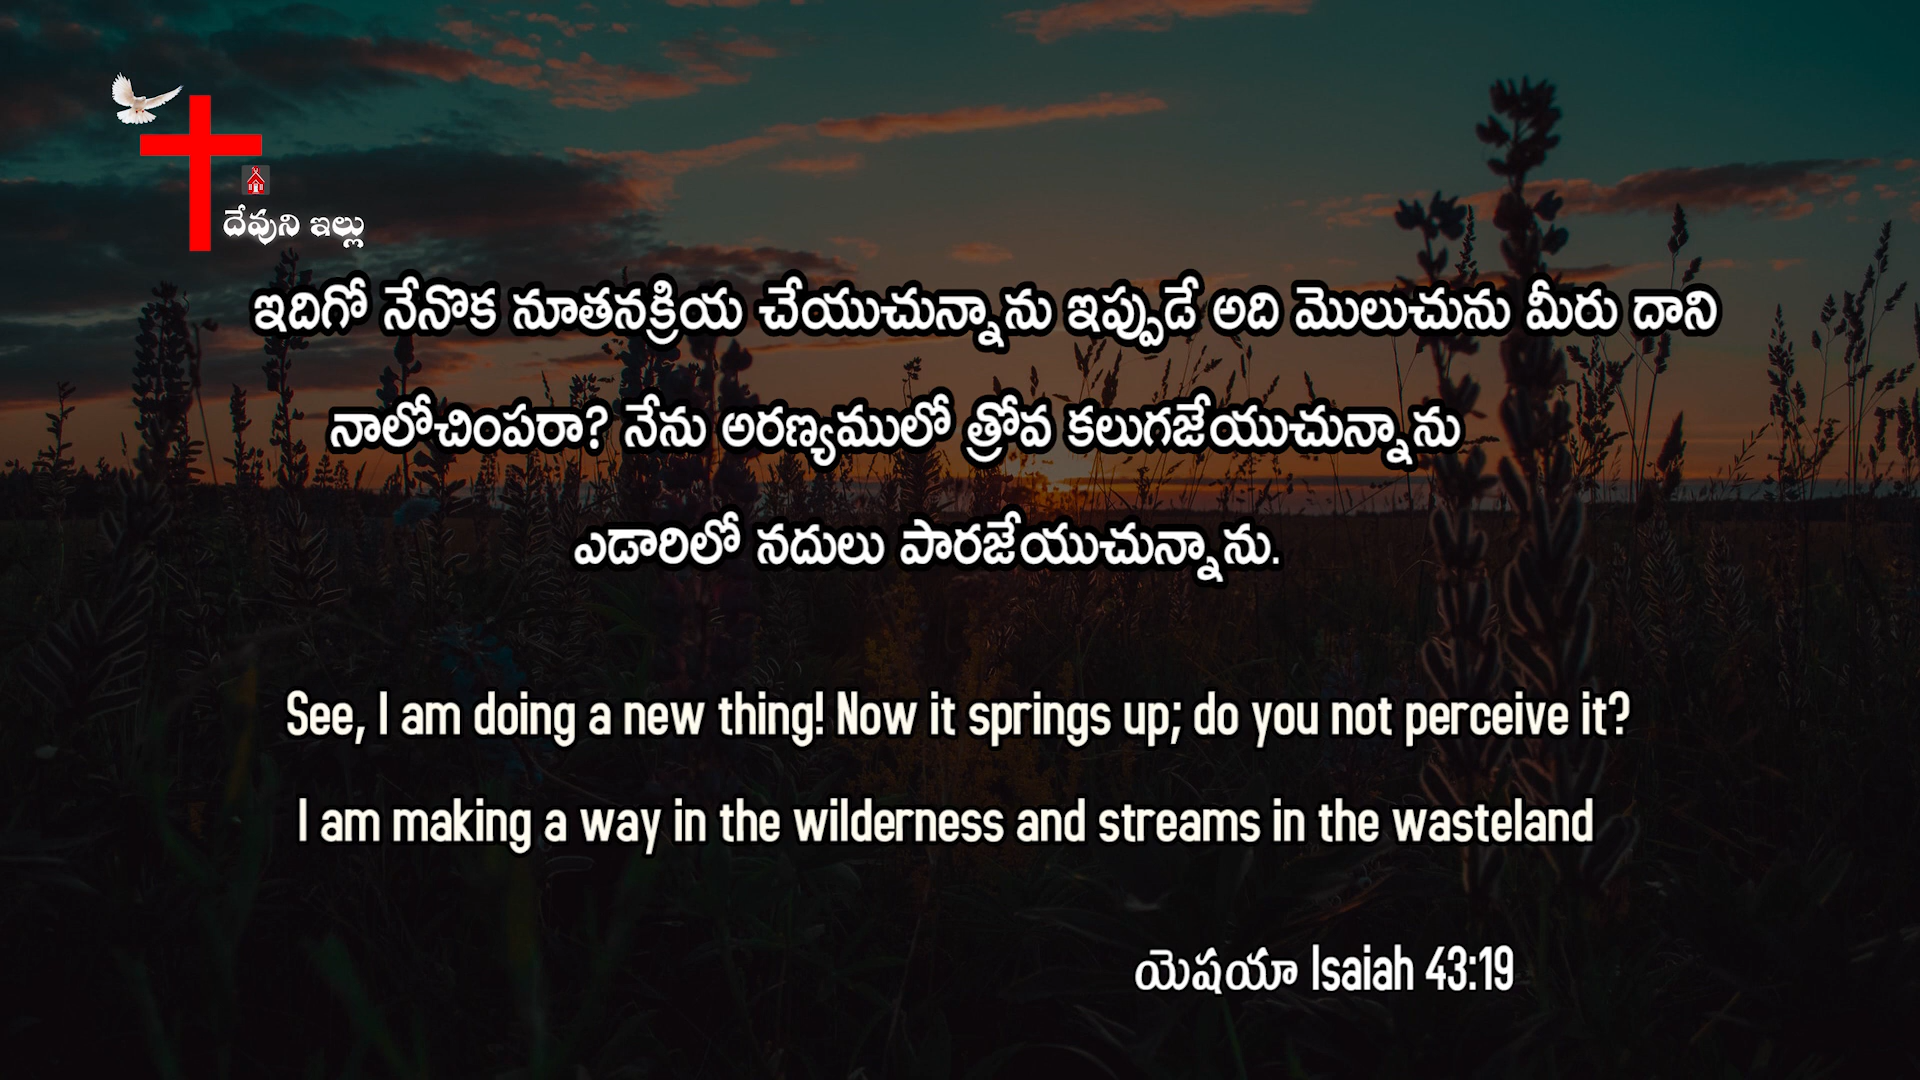 దేవుని ఇల్లు
ఇదిగో నేనొక నూతనక్రియ చేయుచున్నాను ఇప్పుడే అది మొలుచును మీరు దాని
నాలోచింపరా? నేను అరణ్యములో త్రోవ కలుగజేయుచున్నాను
ఎడారిలో నదులు పారజేయుచున్నాను.
See, I am doing a new thing! Now it springs up; do you not perceive it?
I am making a way in the wilderness and streams in the wasteland
యెషయా Isaiah 43:19